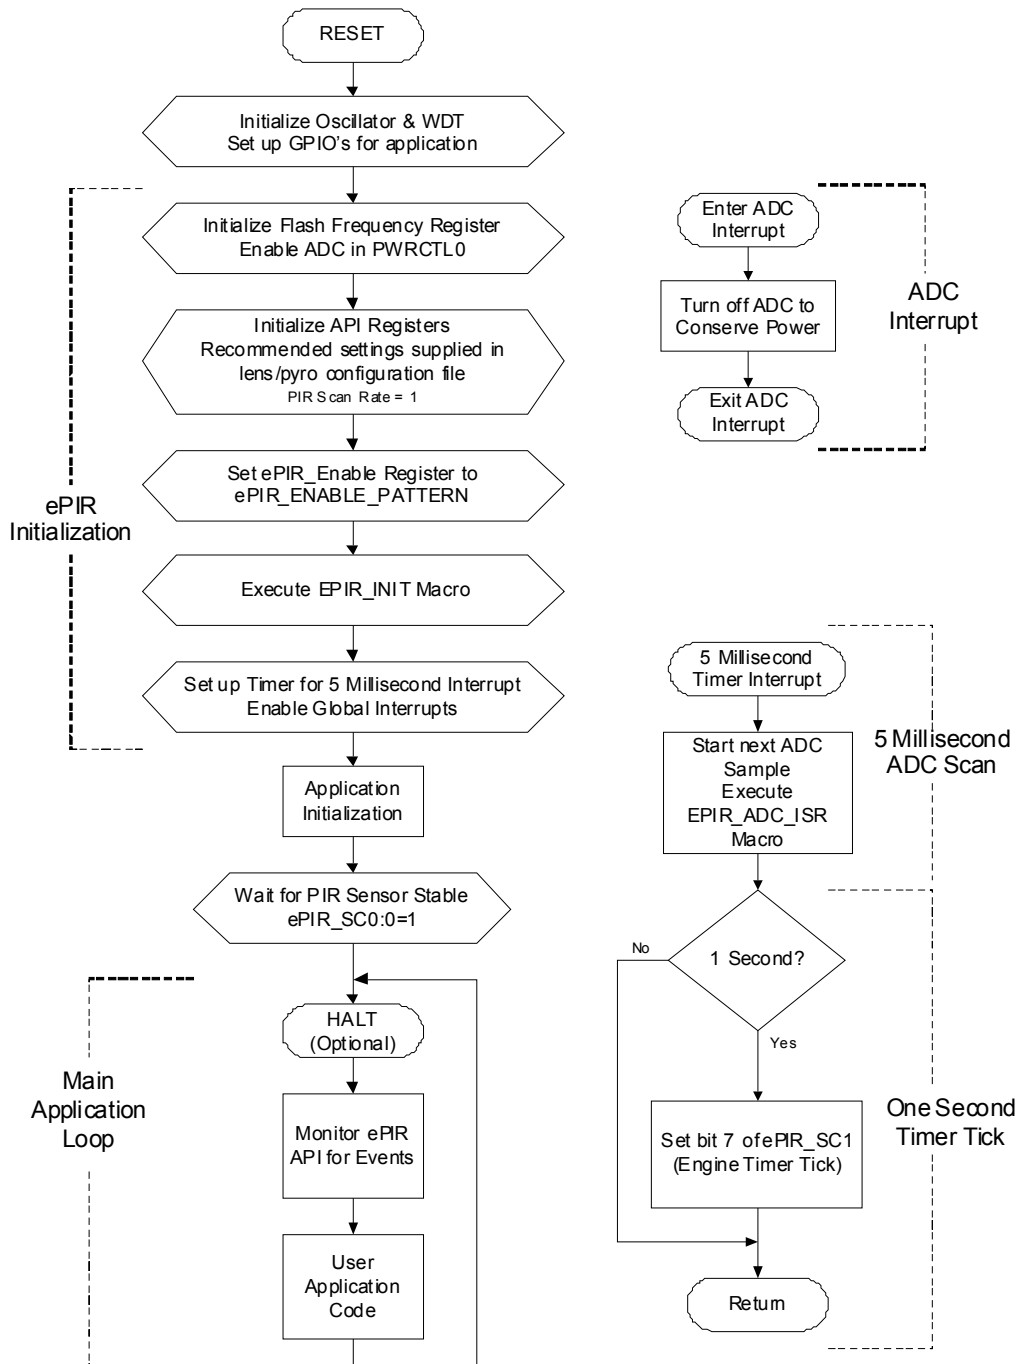 RESET
Initialize Oscillator & WDT
Set up GPIO's for application
Initialize Flash Frequency Register
Enable ADC in PWRCTL0
Initialize API Registers
Recommended settings supplied in
lens/pyro configuration file
PIR Scan Rate = 1
Set ePIR_Enable Register to
ePIR_ENABLE_PATTERN
ePIR
Initialization
Execute EPIR_INIT Macro
Set up Timer for 5 Millisecond Interrupt
Enable Global Interrupts
Application
Initialization
Wait for PIR Sensor Stable
ePIR_SC0:0=1
HALT
(Optional)
Main
Application
Loop
Monitor ePIR
API for Events
User
Application
Code
Enter ADC
Interrupt
Turn off ADC to
Conserve Power
Exit ADC
Interrupt
ADC
Interrupt
5 Millisecond
Timer Interrupt
Start next ADC
Sample
Execute
EPIR_ADC_ISR
Macro
5 Millisecond
ADC Scan
1 Second?
No
Yes
Set bit 7 of ePIR_SC1
(Engine Timer Tick)
One Second
Timer Tick
Return